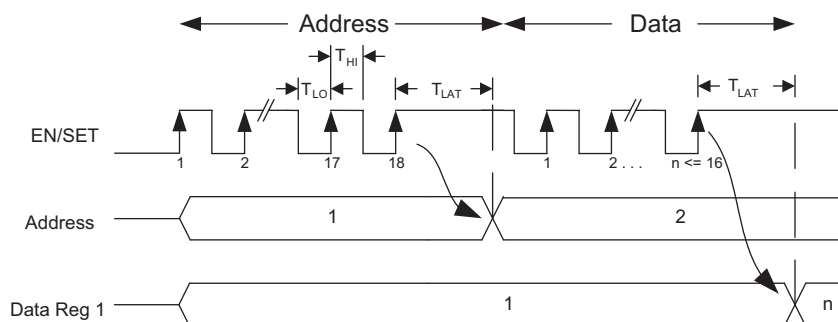 Address Data
T_HI
T_LO T_LAT T_LAT
EN/SET
1 2 17 18 1 2 . . . n <= 16
Address 1 2
Data Reg 1 1 n